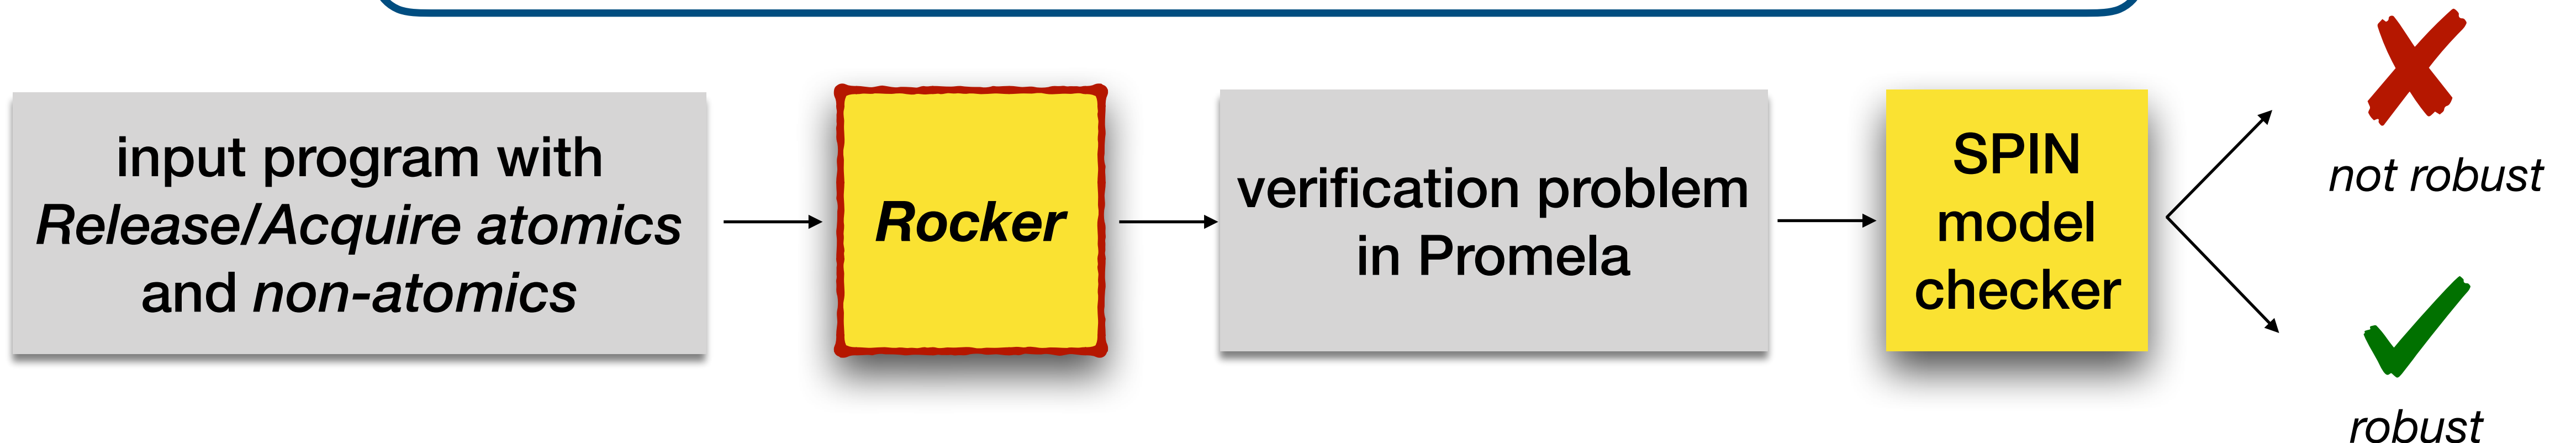 input program with
Release/Acquire atomics
and non-atomics
Rocker
verification problem
in Promela
SPIN
model
checker
not robust
robust